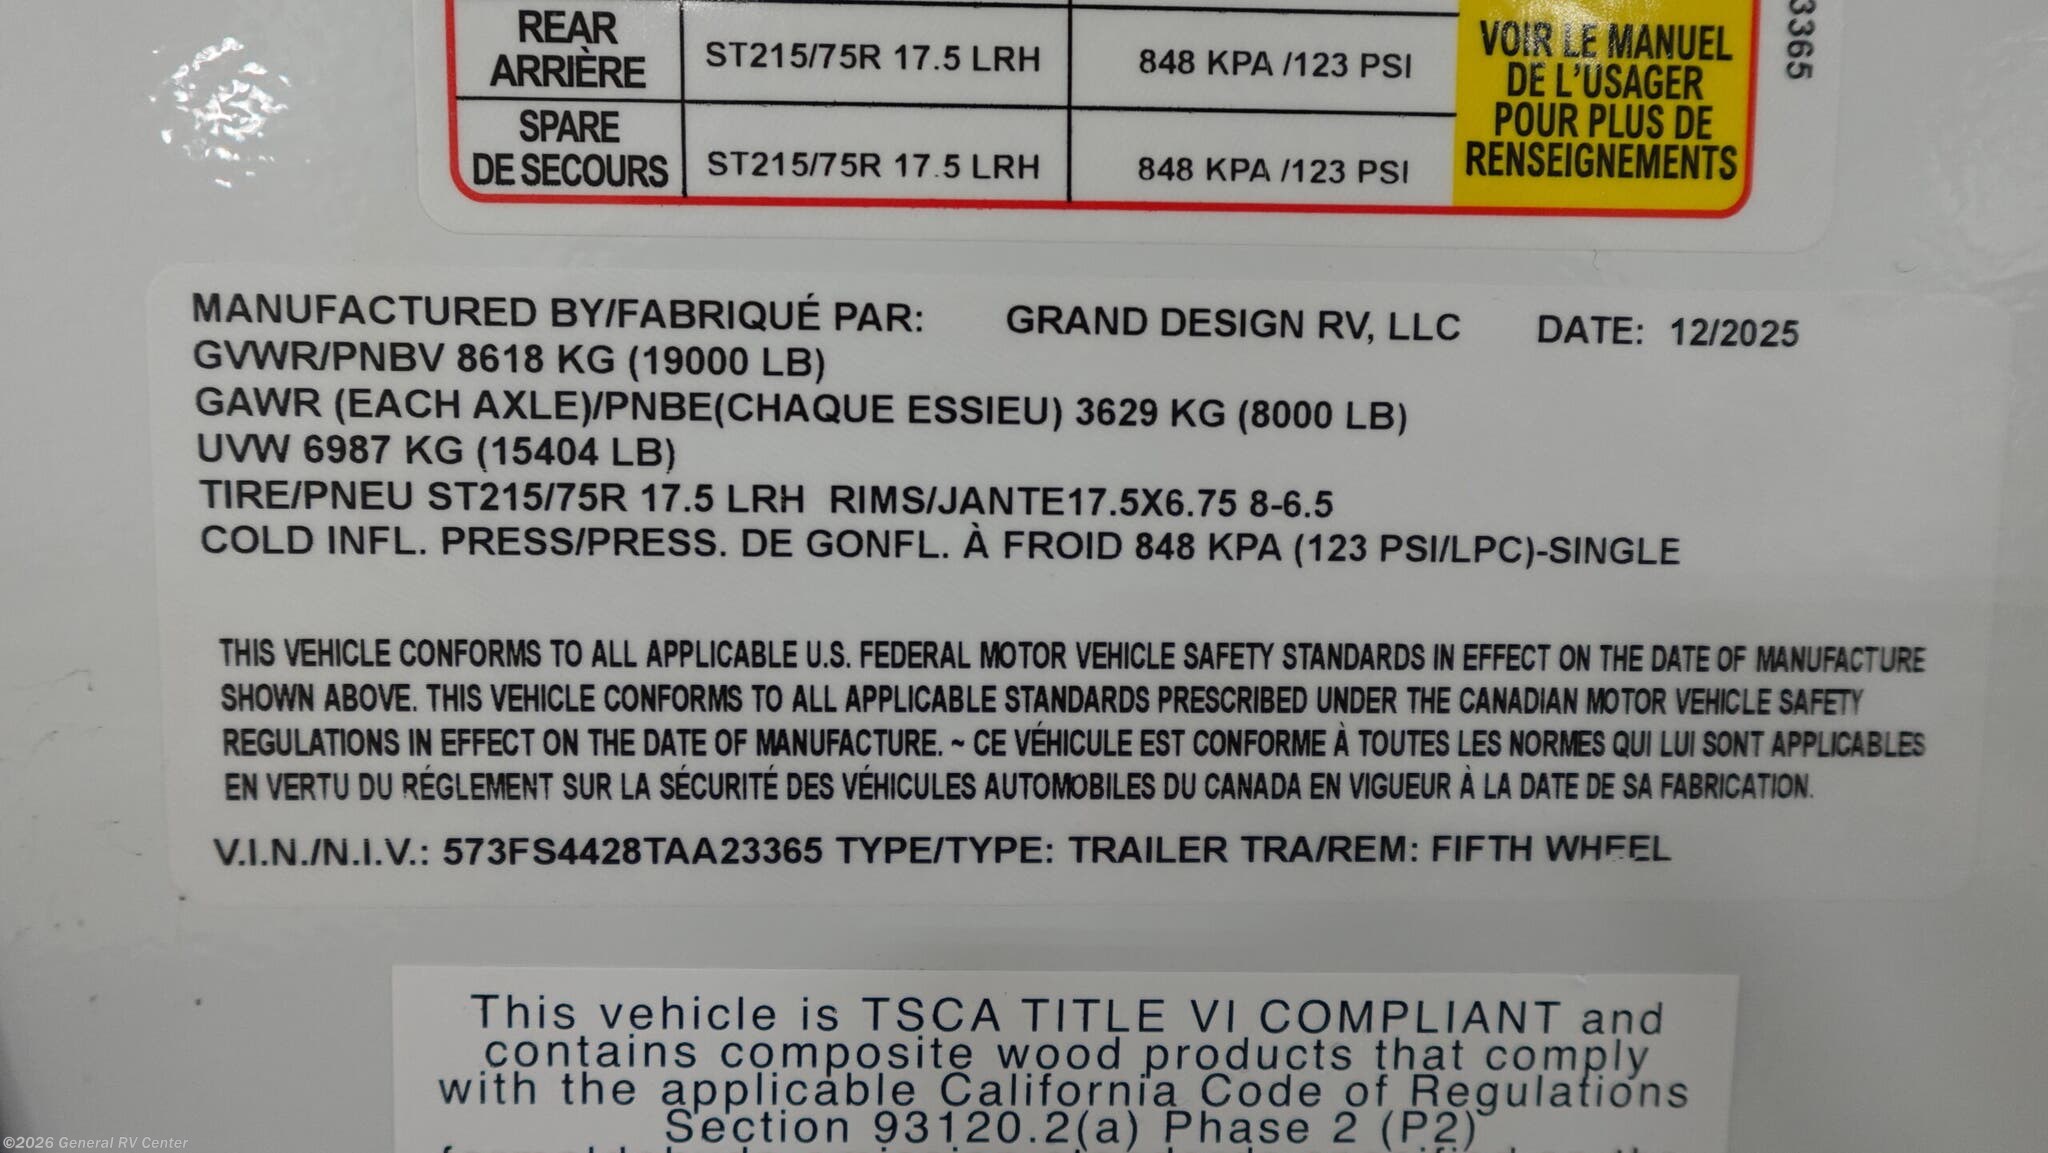 REAR
ARRIÈRE
ST215/75R 17.5 LRH
848 KPA /123 PSI
SPARE
DE SECOURS
ST215/75R 17.5 LRH
848 KPA /123 PSI
VOIR LE MANUEL
DE L'USAGER
POUR PLUS DE
RENSEIGNEMENTS
3365
MANUFACTURED BY/FABRIQUÉ PAR: GRAND DESIGN RV, LLC DATE: 12/2025
GVWR/PNBV 8618 KG (19000 LB)
GAWR (EACH AXLE)/PNBE(CHAQUE ESSIEU) 3629 KG (8000 LB)
UVW 6987 KG (15404 LB)
TIRE/PNEU ST215/75R 17.5 LRH RIMS/JANTE17.5X6.75 8-6.5
COLD INFL. PRESS/PRESS. DE GONFL. À FROID 848 KPA (123 PSI/LPC)-SINGLE
THIS VEHICLE CONFORMS TO ALL APPLICABLE U.S. FEDERAL MOTOR VEHICLE SAFETY STANDARDS IN EFFECT ON THE DATE OF MANUFACTURE
SHOWN ABOVE. THIS VEHICLE CONFORMS TO ALL APPLICABLE STANDARDS PRESCRIBED UNDER THE CANADIAN MOTOR VEHICLE SAFETY
REGULATIONS IN EFFECT ON THE DATE OF MANUFACTURE. ~ CE VÉHICULE EST CONFORME À TOUTES LES NORMES QUI LUI SONT APPLICABLES
EN VERTU DU RÉGLEMENT SUR LA SÉCURITÉ DES VÉHICULES AUTOMOBILES DU CANADA EN VIGUEUR À LA DATE DE SA FABRICATION.
V.I.N./N.I.V.: 573FS4428TAA23365 TYPE/TYPE: TRAILER TRA/REM: FIFTH WHEEL
This vehicle is TSCA TITLE VI COMPLIANT and
contains composite wood products that comply
with the applicable California Code of Regulations
Section 93120.2(a) Phase 2 (P2)
©2026 General RV Center